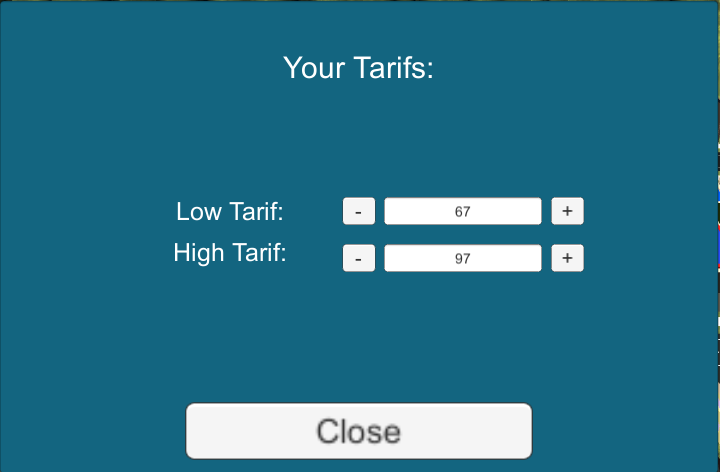 Your Tarifs:
Low Tarif: - 67 +
High Tarif: - 97 +
Close